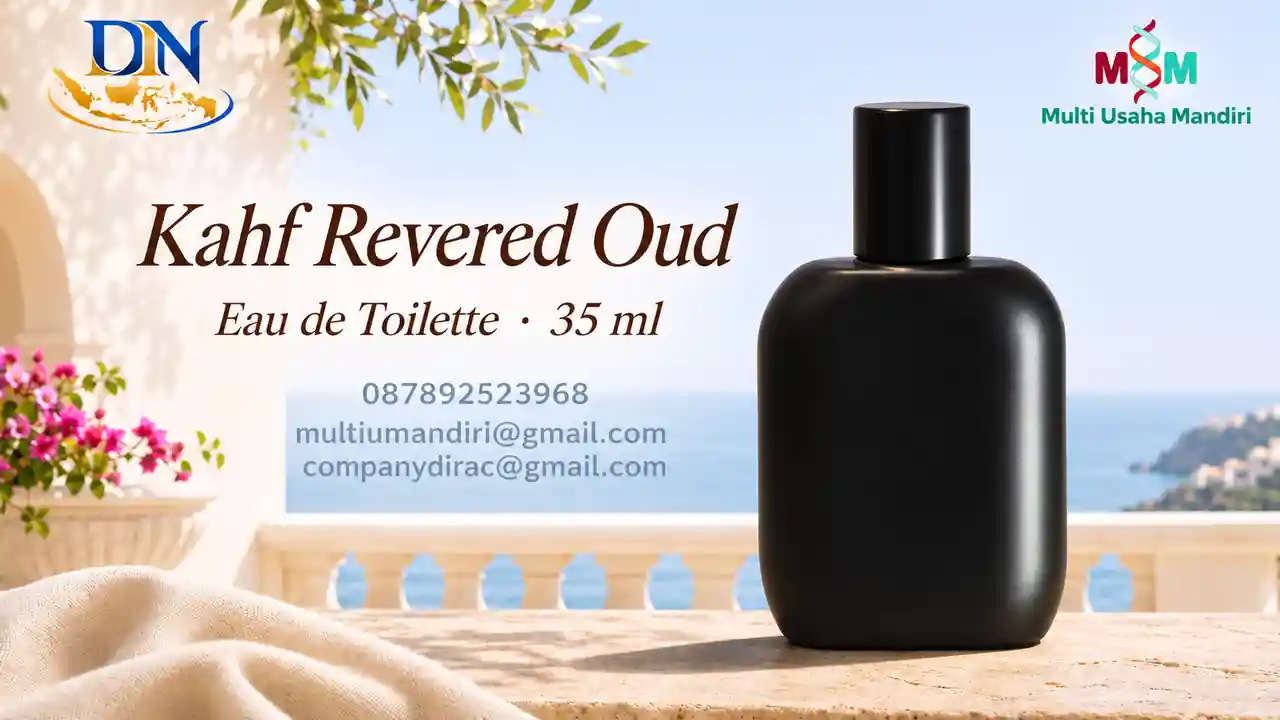 DIN
MSM
Multi Usaha Mandiri
Kahf Revered Oud
Eau de Toilette · 35 ml
087892523968
multiumandiri@gmail.com
companydirac@gmail.com